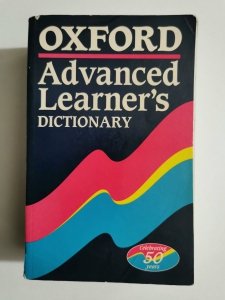 OXFORD
Advanced
Learner's
DICTIONARY
Celebrating
50
years